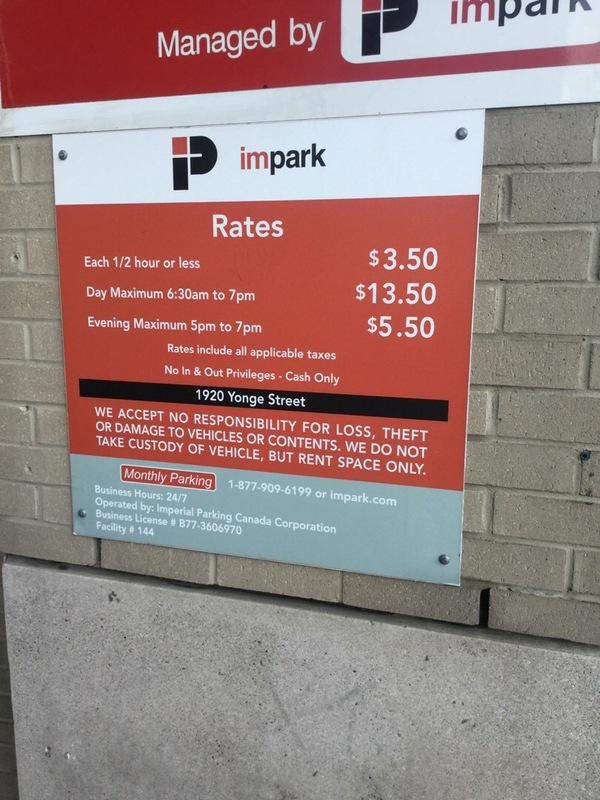 Managed by impark
impark
Rates
Each 1/2 hour or less $3.50
Day Maximum 6:30am to 7pm $13.50
Evening Maximum 5pm to 7pm $5.50
Rates include all applicable taxes
No In & Out Privileges - Cash Only
1920 Yonge Street
WE ACCEPT NO RESPONSIBILITY FOR LOSS, THEFT
OR DAMAGE TO VEHICLES OR CONTENTS. WE DO NOT
TAKE CUSTODY OF VEHICLE, BUT RENT SPACE ONLY.
Monthly Parking 1-877-909-6199 or impark.com
Business Hours: 24/7
Operated by: Imperial Parking Canada Corporation
Business License # B77-3606970
Facility # 144